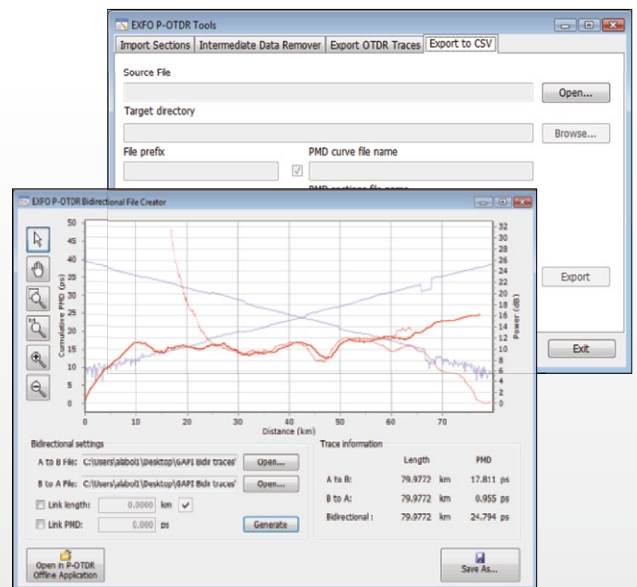 EXFO P-OTDR Tools
Import Sections Intermediate Data Remover Export OTDR Traces Export to CSV
Source File
Open...
Target directory
Browse...
File prefix PMD curve file name
PMD sections file name
Export
Exit
EXFO P-OTDR Bidirectional File Creator
Cumulative PMD (ps)
50
45
40
35
30
25
20
15
10
5
0
Power (dB)
32
30
28
26
24
22
20
18
16
14
12
10
8
6
4
2
0
0 10 20 30 40 50 60 70
Distance (km)
Bidirectional settings
A to B File: C:\Users\alaboi1\Desktop\GAPI Bidir traces' Open...
B to A File: C:\Users\alaboi1\Desktop\GAPI Bidir traces' Open...
Link length: 0.0000 km
Link PMD: 0.000 ps Generate
Trace information
Length PMD
A to B: 79.9772 km 17.811 ps
B to A: 79.9772 km 0.955 ps
Bidirectional : 79.9772 km 24.794 ps
Open in P-OTDR
Offline Application
Save As...